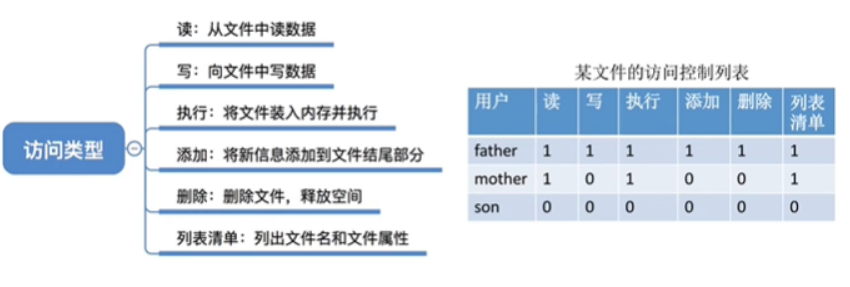 访问类型
读：从文件中读数据
写：向文件中写数据
执行：将文件装入内存并执行
添加：将新信息添加到文件结尾部分
删除：删除文件，释放空间
列表清单：列出文件名和文件属性
某文件的访问控制列表
用户 读 写 执行 添加 删除 列表清单
father 1 1 1 1 1 1
mother 1 0 1 0 0 1
son 0 0 0 0 0 0